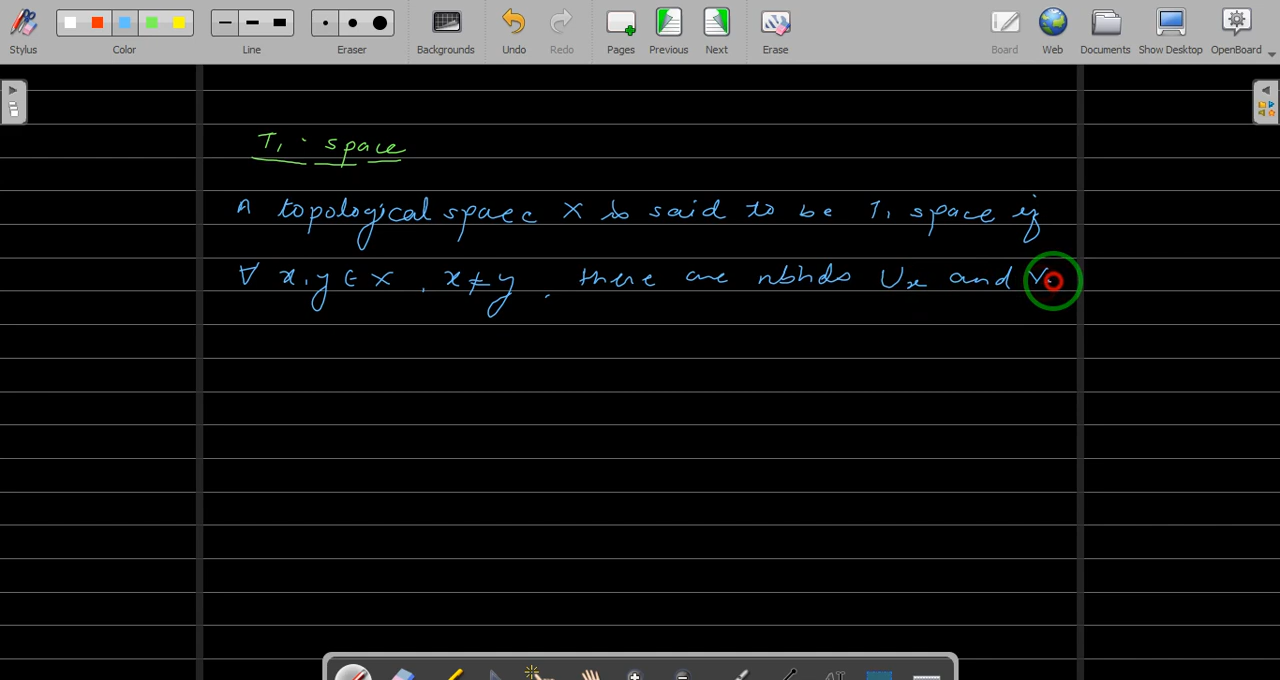 Stylus Color Line Eraser Backgrounds Undo Redo Pages Previous Next Erase Board Web Documents Show Desktop OpenBoard
T₁ - space
A topological spaec X is said to be T₁ space if
∀ x, y ∈ X, x ≠ y, there are nbhds Uₓ and